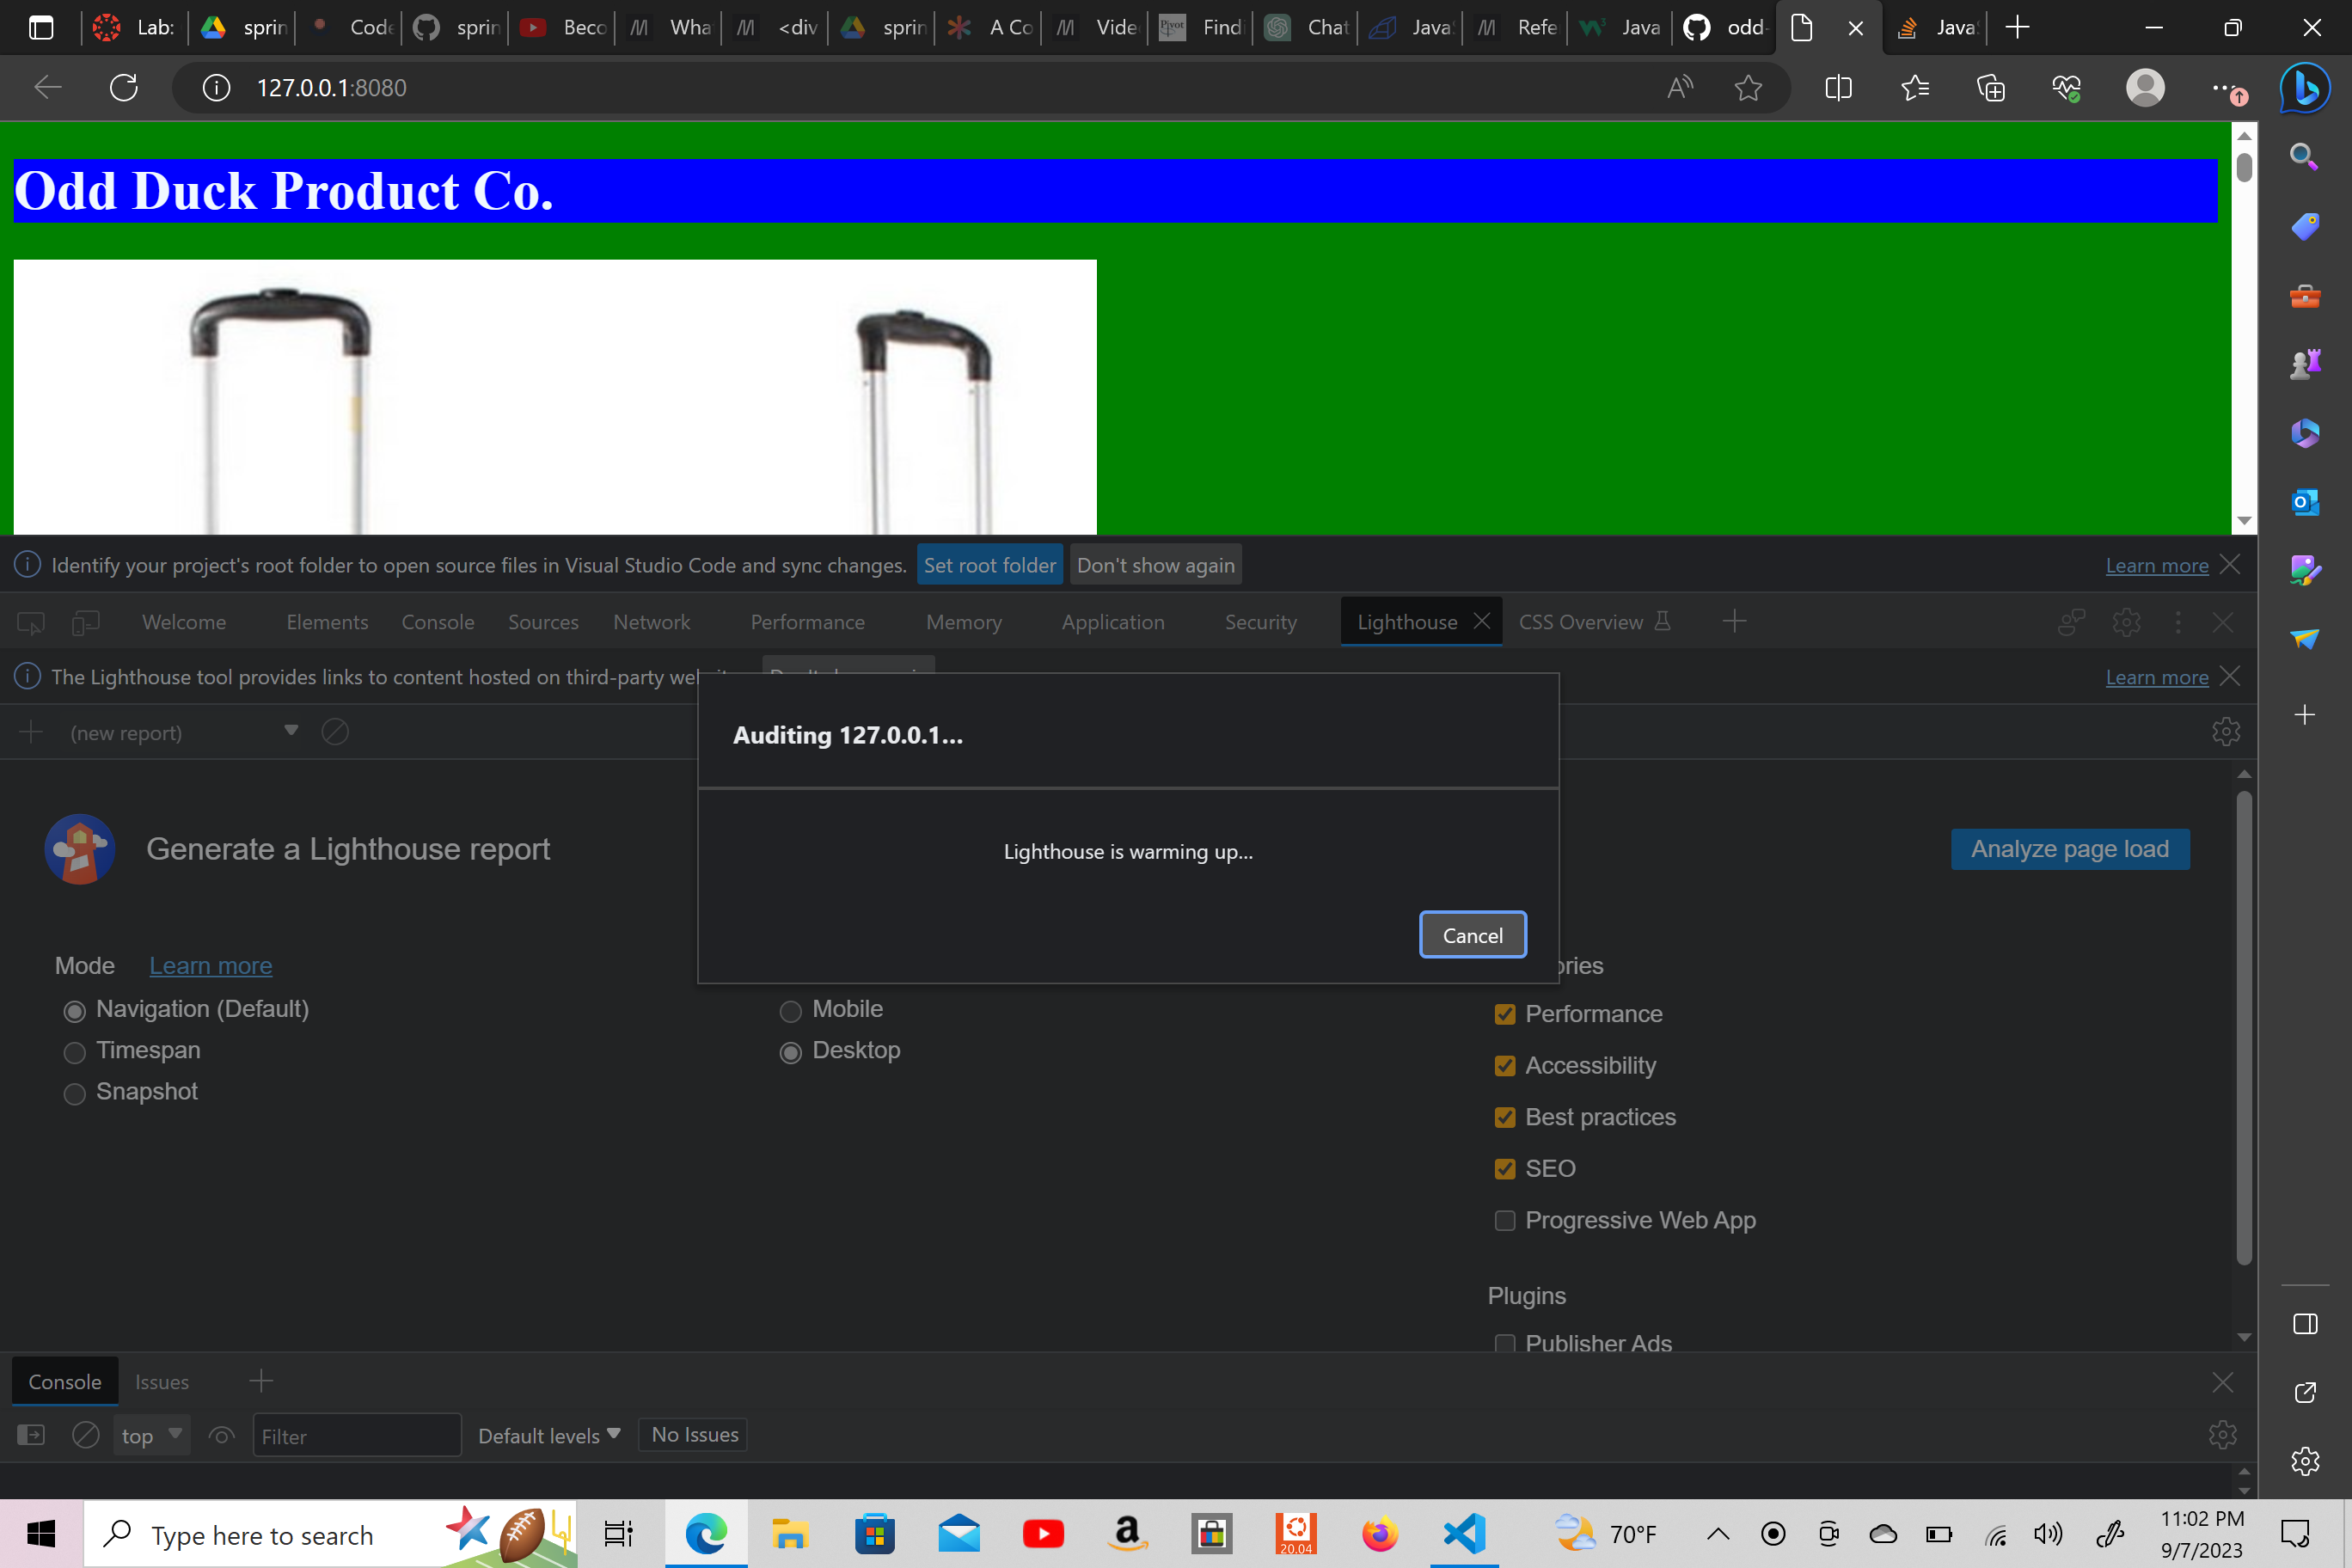 Lab:
sprin
Code
sprin
Beco
Wha
<div
sprin
A Co
Vide
Find
Chat
Java
Refe
Java
odd-
Java
127.0.0.1:8080
Odd Duck Product Co.
Identify your project's root folder to open source files in Visual Studio Code and sync changes. Set root folder Don't show again Learn more
Welcome Elements Console Sources Network Performance Memory Application Security Lighthouse CSS Overview
The Lighthouse tool provides links to content hosted on third-party Learn more
(new report)
Auditing 127.0.0.1...
Lighthouse is warming up...
Cancel
Generate a Lighthouse report
Analyze page load
Mode Learn more
Navigation (Default)
Timespan
Snapshot
Mobile
Desktop
ories
Performance
Accessibility
Best practices
SEO
Progressive Web App
Plugins
Publisher Ads
Console Issues
top Filter Default levels No Issues
Type here to search
20.04
70°F
11:02 PM
9/7/2023